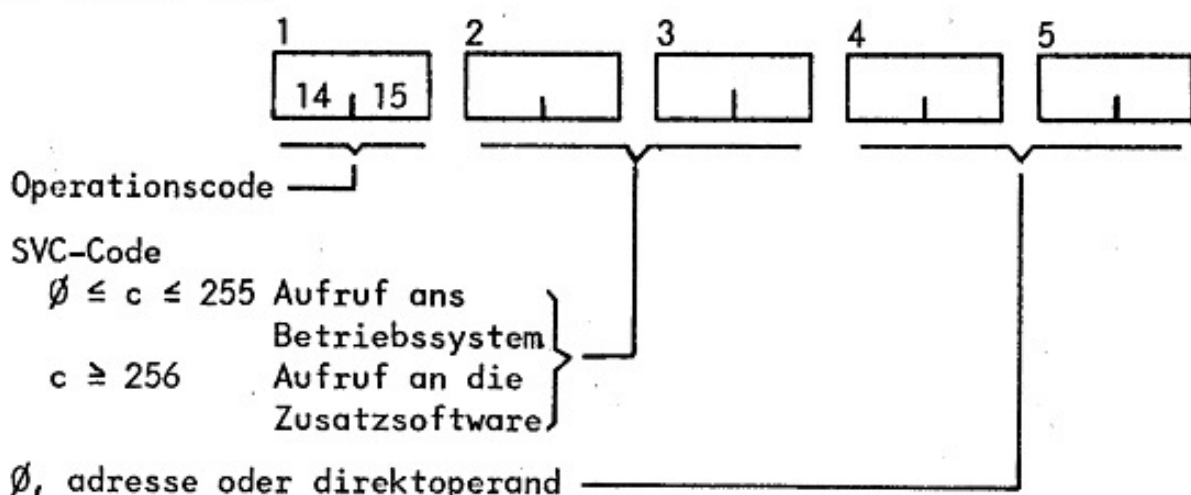 1 2 3 4 5
14 15
Operationscode
SVC-Code
Ø ≤ c ≤ 255 Aufruf ans
Betriebssystem
c ≥ 256 Aufruf an die
Zusatzsoftware
Ø, adresse oder direktoperand